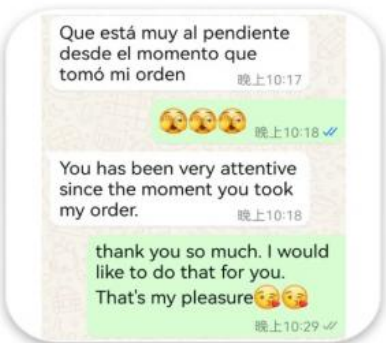 Que está muy al pendiente
desde el momento que
tomó mi orden
晚上10:17
晚上10:18
You has been very attentive
since the moment you took
my order.
晚上10:18
thank you so much. I would
like to do that for you.
That's my pleasure😘😘
晚上10:29